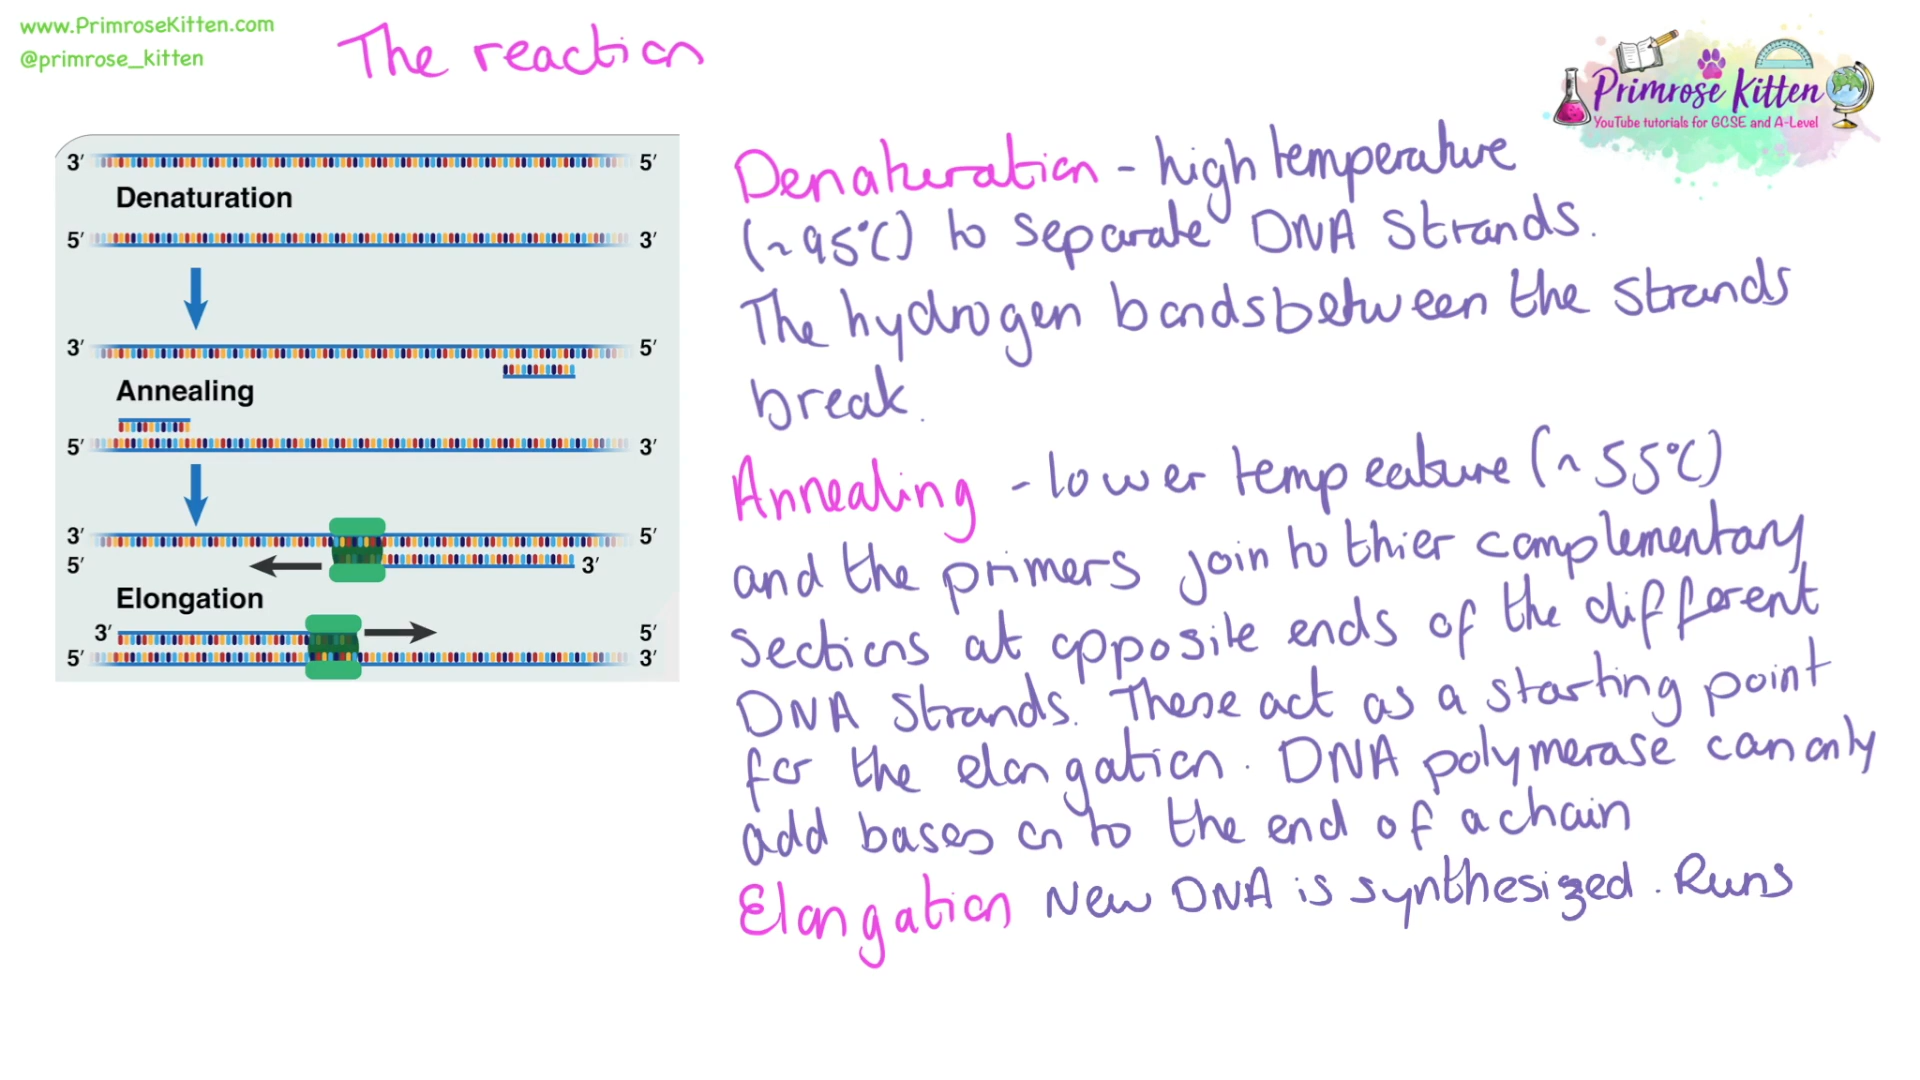 www.PrimroseKitten.com
@primrose_kitten
The reaction
Primrose Kitten
YouTube tutorials for GCSE and A-Level
3’ 5’
Denaturation
5’ 3’
3’ 5’
Annealing
5’ 3’
3’ 5’
5’ 3’
Elongation
3’ 5’
5’ 3’
Denaturation - high temperature
(~95°C) to separate DNA strands.
The hydrogen bonds between the strands
break.
Annealing - lower tempeature (~55°C)
and the primers join to thier complementary
sections at opposite ends of the different
DNA strands. These act as a starting point
for the elongation. DNA polymerase can only
add bases on to the end of a chain
Elongation New DNA is synthesized. Runs